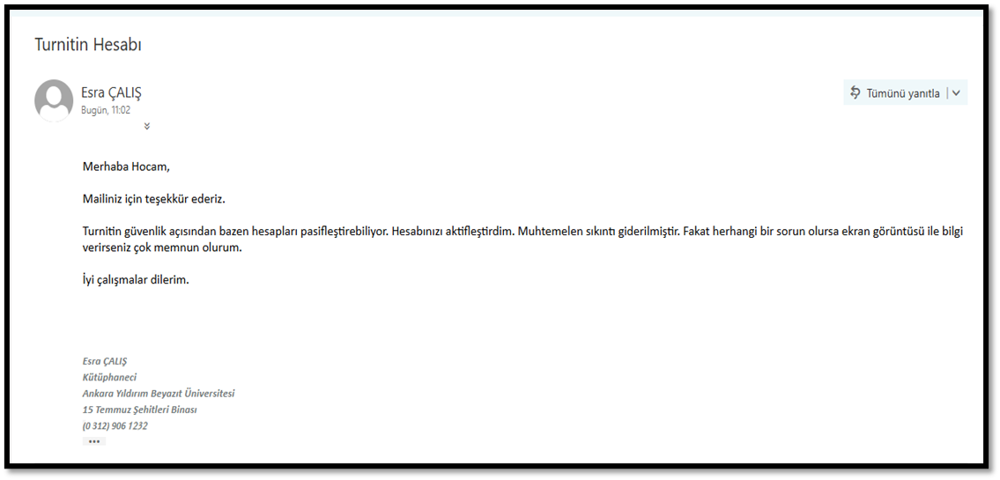 Turnitin Hesabı
Esra ÇALIŞ
Bugün, 11:02
Tümünü yanıtla
Merhaba Hocam,
Mailiniz için teşekkür ederiz.
Turnitin güvenlik açısından bazen hesapları pasifleştirebiliyor. Hesabınızı aktifleştirdim. Muhtemelen sıkıntı giderilmiştir. Fakat herhangi bir sorun olursa ekran görüntüsü ile bilgi
verirseniz çok memnun olurum.
İyi çalışmalar dilerim.
Esra ÇALIŞ
Kütüphaneci
Ankara Yıldırım Beyazıt Üniversitesi
15 Temmuz Şehitleri Binası
(0 312) 906 1232